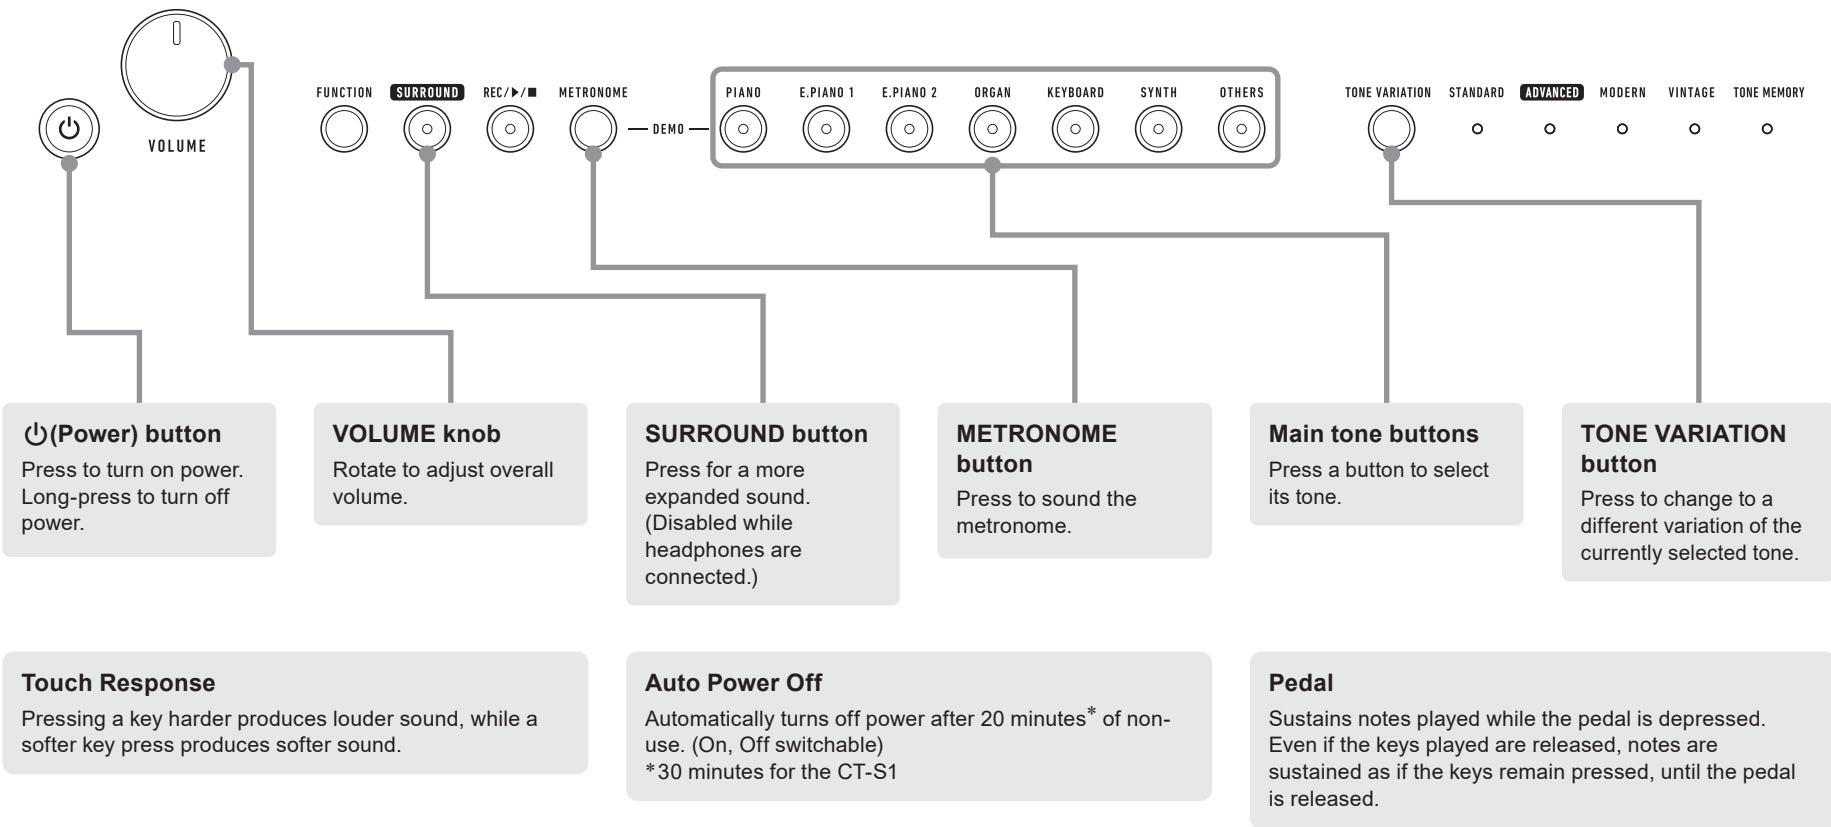 VOLUME
FUNCTION
SURROUND
REC/▶/■
METRONOME
DEMO
PIANO
E.PIANO 1
E.PIANO 2
ORGAN
KEYBOARD
SYNTH
OTHERS
TONE VARIATION
STANDARD
ADVANCED
MODERN
VINTAGE
TONE MEMORY
⏻(Power) button
Press to turn on power.
Long-press to turn off
power.
VOLUME knob
Rotate to adjust overall
volume.
SURROUND button
Press for a more
expanded sound.
(Disabled while
headphones are
connected.)
METRONOME
button
Press to sound the
metronome.
Main tone buttons
Press a button to select
its tone.
TONE VARIATION
button
Press to change to a
different variation of the
currently selected tone.
Touch Response
Pressing a key harder produces louder sound, while a
softer key press produces softer sound.
Auto Power Off
Automatically turns off power after 20 minutes* of non-
use. (On, Off switchable)
*30 minutes for the CT-S1
Pedal
Sustains notes played while the pedal is depressed.
Even if the keys played are released, notes are
sustained as if the keys remain pressed, until the pedal
is released.